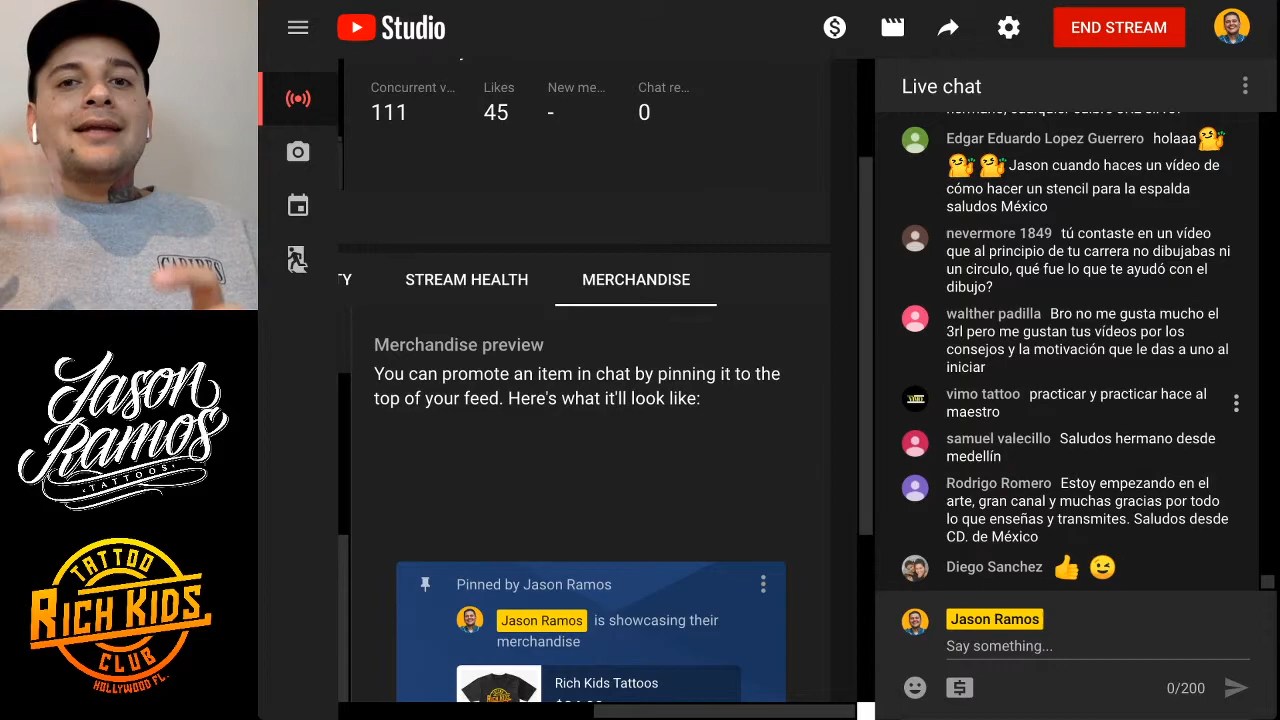 Studio
END STREAM
Concurrent v...
Likes
New me...
Chat re...
111
45
-
0
TY
STREAM HEALTH
MERCHANDISE
Merchandise preview
You can promote an item in chat by pinning it to the
top of your feed. Here's what it'll look like:
Pinned by Jason Ramos
Jason Ramos is showcasing their
merchandise
Rich Kids Tattoos
Live chat
Edgar Eduardo Lopez Guerrero holaaa
Jason cuando haces un vídeo de
cómo hacer un stencil para la espalda
saludos México
nevermore 1849 tú contaste en un vídeo
que al principio de tu carrera no dibujabas ni
un circulo, qué fue lo que te ayudó con el
dibujo?
walther padilla Bro no me gusta mucho el
3rl pero me gustan tus vídeos por los
consejos y la motivación que le das a uno al
iniciar
vimo tattoo practicar y practicar hace al
maestro
samuel valecillo Saludos hermano desde
medellín
Rodrigo Romero Estoy empezando en el
arte, gran canal y muchas gracias por todo
lo que enseñas y transmites. Saludos desde
CD. de México
Diego Sanchez 👍 😉
Jason Ramos
Say something...
0/200
Jason
Ramos
-TATTOOS-
TATTOO
RICH KIDS
CLUB
HOLLYWOOD FL.